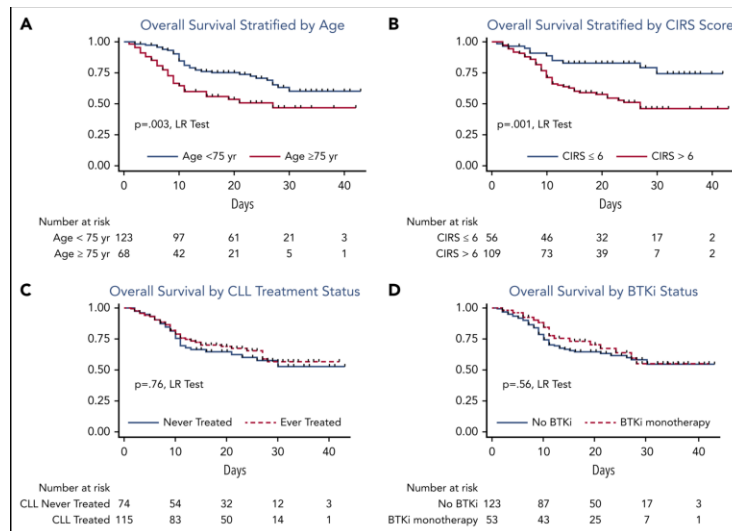 A Overall Survival Stratified by Age
1.00
0.75
0.50
0.25
0.00
p=.003, LR Test
Age <75 yr Age ≥75 yr
0 10 20 30 40
Days
Number at risk
Age < 75 yr 123 97 61 21 3
Age ≥ 75 yr 68 42 21 5 1
B Overall Survival Stratified by CIRS Score
1.00
0.75
0.50
0.25
0.00
p=.001, LR Test
CIRS ≤ 6 CIRS > 6
0 10 20 30 40
Days
Number at risk
CIRS ≤ 6 56 46 32 17 2
CIRS > 6 109 73 39 7 2
C Overall Survival by CLL Treatment Status
1.00
0.75
0.50
0.25
0.00
p=.76, LR Test
Never Treated Ever Treated
0 10 20 30 40
Days
Number at risk
CLL Never Treated 74 54 32 12 3
CLL Treated 115 83 50 14 1
D Overall Survival by BTKi Status
1.00
0.75
0.50
0.25
0.00
p=.56, LR Test
No BTKi BTKi monotherapy
0 10 20 30 40
Days
Number at risk
No BTKi 123 87 50 17 3
BTKi monotherapy 53 43 25 7 1